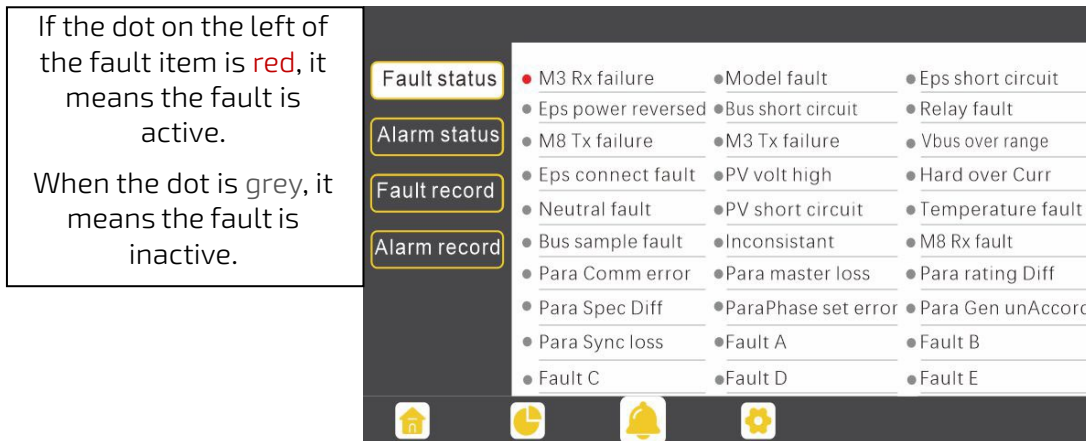 If the dot on the left of
the fault item is red, it
means the fault is
active.
When the dot is grey, it
means the fault is
inactive.
Fault status
Alarm status
Fault record
Alarm record
M3 Rx failure Model fault Eps short circuit
Eps power reversed Bus short circuit Relay fault
M8 Tx failure M3 Tx failure Vbus over range
Eps connect fault PV volt high Hard over Curr
Neutral fault PV short circuit Temperature fault
Bus sample fault Inconsistant M8 Rx fault
Para Comm error Para master loss Para rating Diff
Para Spec Diff ParaPhase set error Para Gen unAccord
Para Sync loss Fault A Fault B
Fault C Fault D Fault E